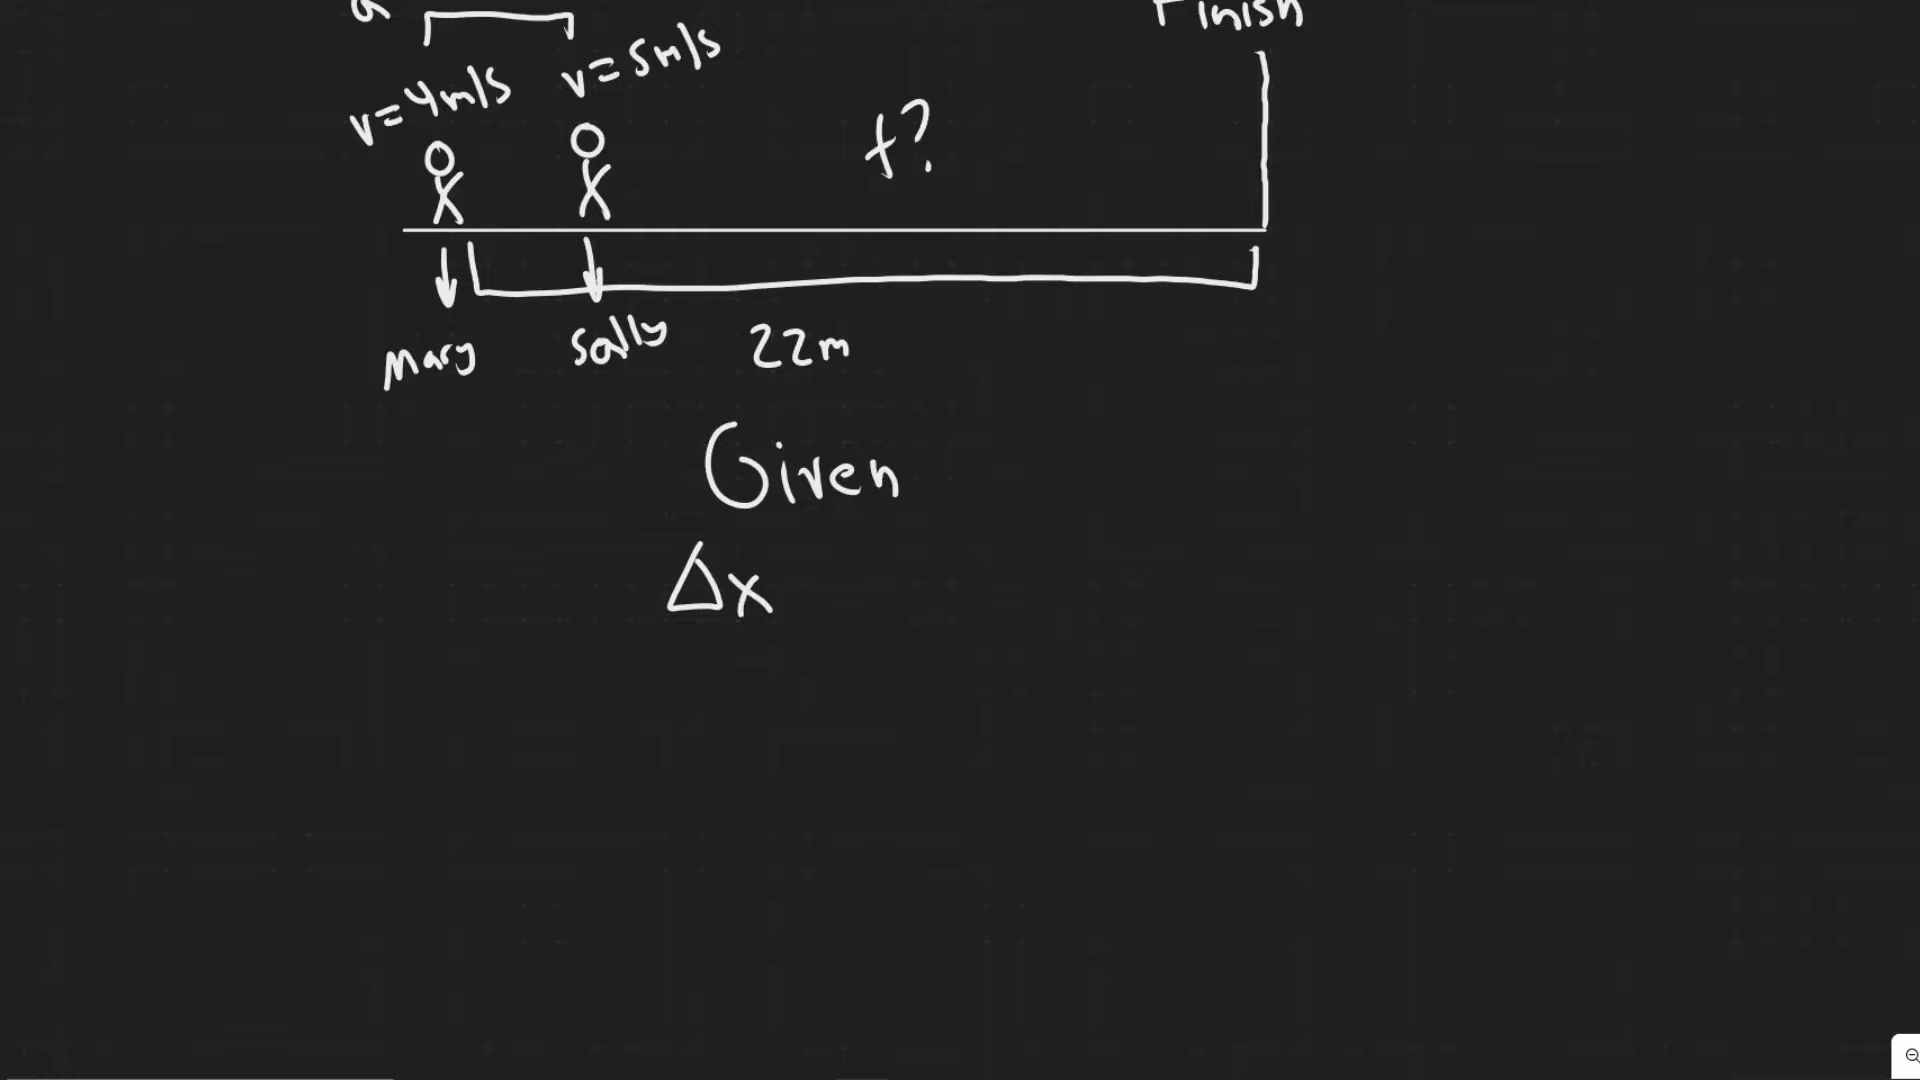 Finish
v=4m/s v=5m/s
t?
Mary Sally 22m
Given
Δx